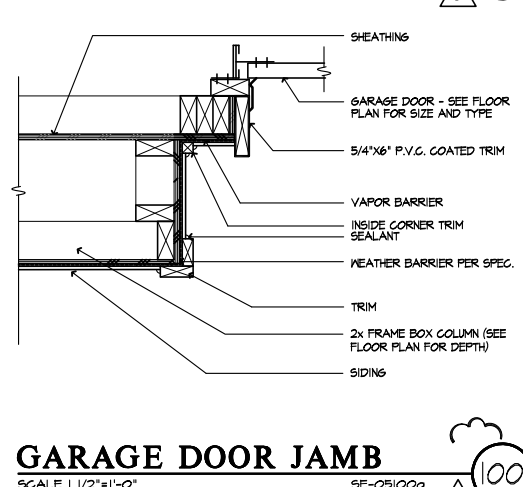 SHEATHING
GARAGE DOOR - SEE FLOOR
PLAN FOR SIZE AND TYPE
5/4"X6" P.V.C. COATED TRIM
VAPOR BARRIER
INSIDE CORNER TRIM
SEALANT
WEATHER BARRIER PER SPEC.
TRIM
2x FRAME BOX COLUMN (SEE
FLOOR PLAN FOR DEPTH)
SIDING
GARAGE DOOR JAMB
SCALE 1 1/2"=1'-0"
SF-05100a
100